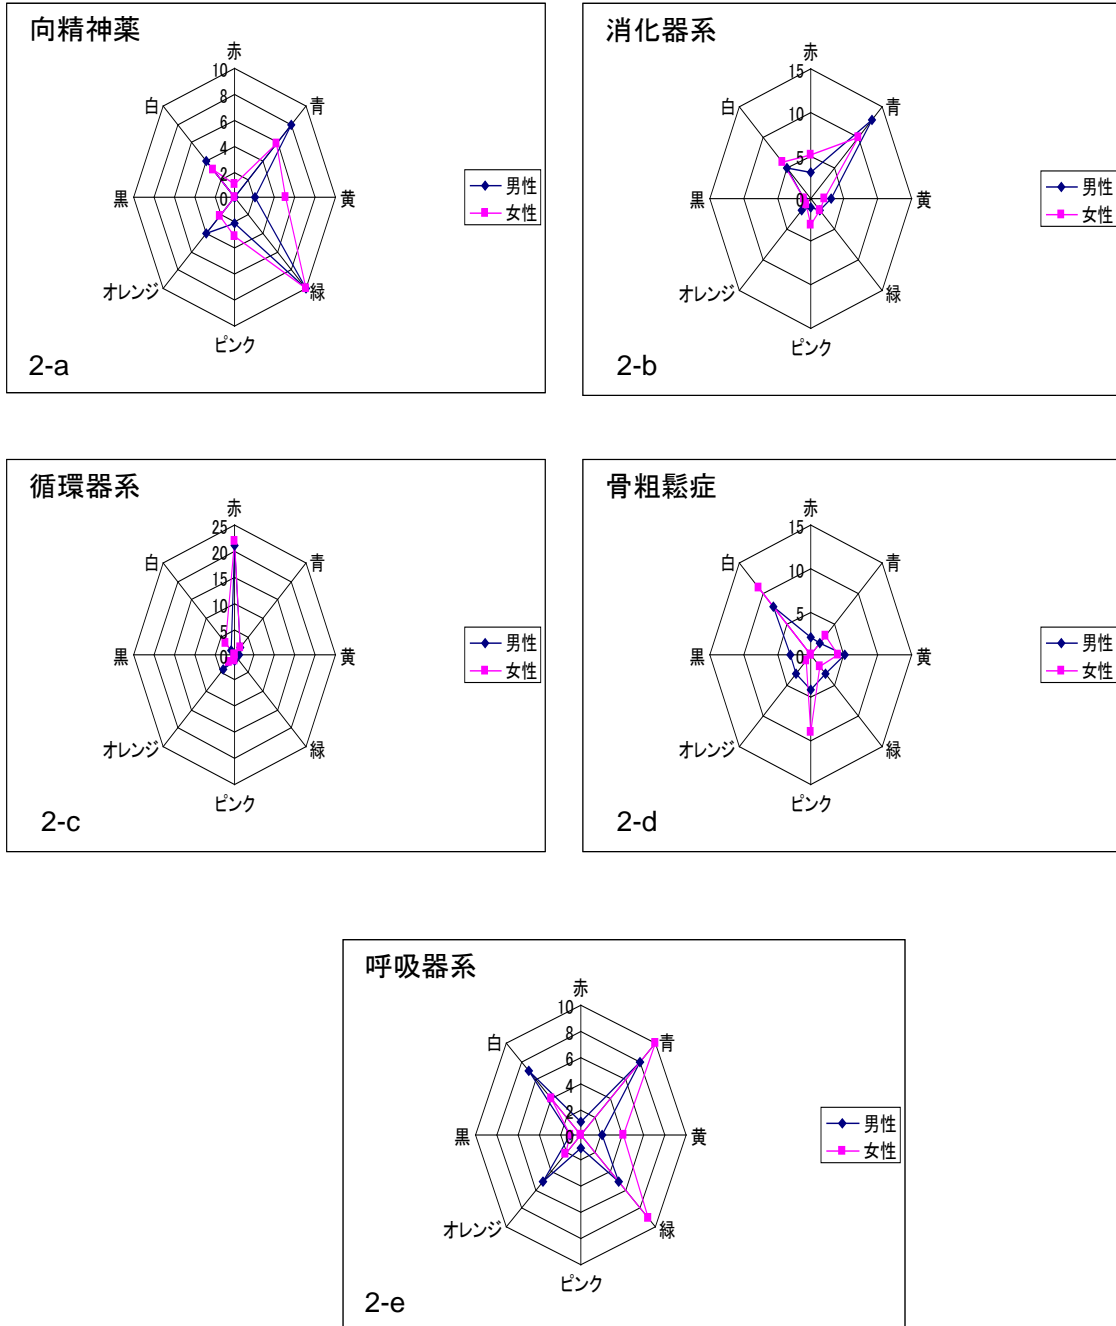 向精神薬
赤
10
8
6
4
2
0
青
黄
緑
ピンク
オレンジ
黒
白
男性
女性
2-a
消化器系
赤
15
10
5
0
青
黄
緑
ピンク
オレンジ
黒
白
男性
女性
2-b
循環器系
赤
25
20
15
10
5
0
青
黄
緑
ピンク
オレンジ
黒
白
男性
女性
2-c
骨粗鬆症
赤
15
10
5
0
青
黄
緑
ピンク
オレンジ
黒
白
男性
女性
2-d
呼吸器系
赤
10
8
6
4
2
0
青
黄
緑
ピンク
オレンジ
黒
白
男性
女性
2-e